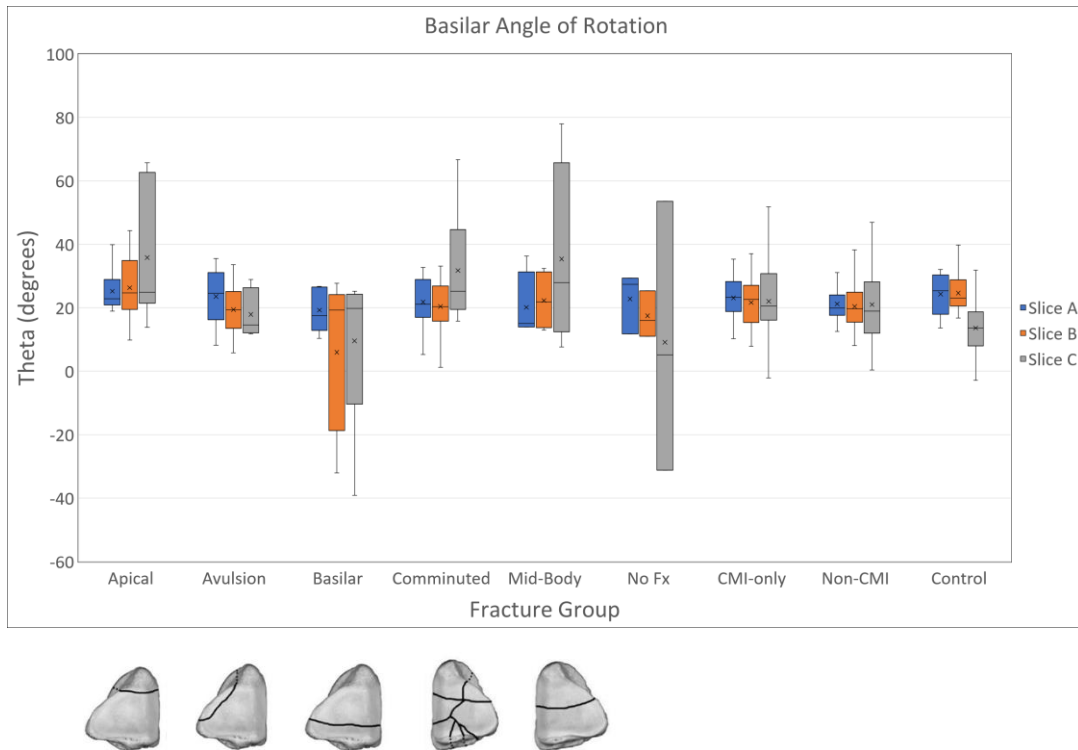 Basilar Angle of Rotation
100
80
60
40
20
0
-20
-40
-60
Theta (degrees)
Slice A
Slice B
Slice C
Apical Avulsion Basilar Comminuted Mid-Body No Fx CMI-only Non-CMI Control
Fracture Group